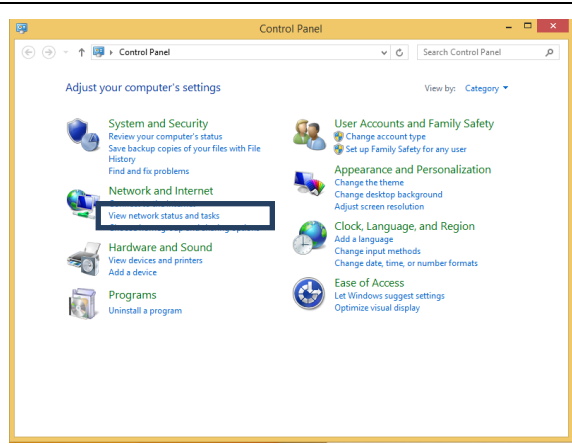 Control Panel
Control Panel
Search Control Panel
Adjust your computer's settings
View by: Category
System and Security
Review your computer's status
Save backup copies of your files with File
History
Find and fix problems
Network and Internet
View network status and tasks
Hardware and Sound
View devices and printers
Add a device
Programs
Uninstall a program
User Accounts and Family Safety
Change account type
Set up Family Safety for any user
Appearance and Personalization
Change the theme
Change desktop background
Adjust screen resolution
Clock, Language, and Region
Add a language
Change input methods
Change date, time, or number formats
Ease of Access
Let Windows suggest settings
Optimize visual display